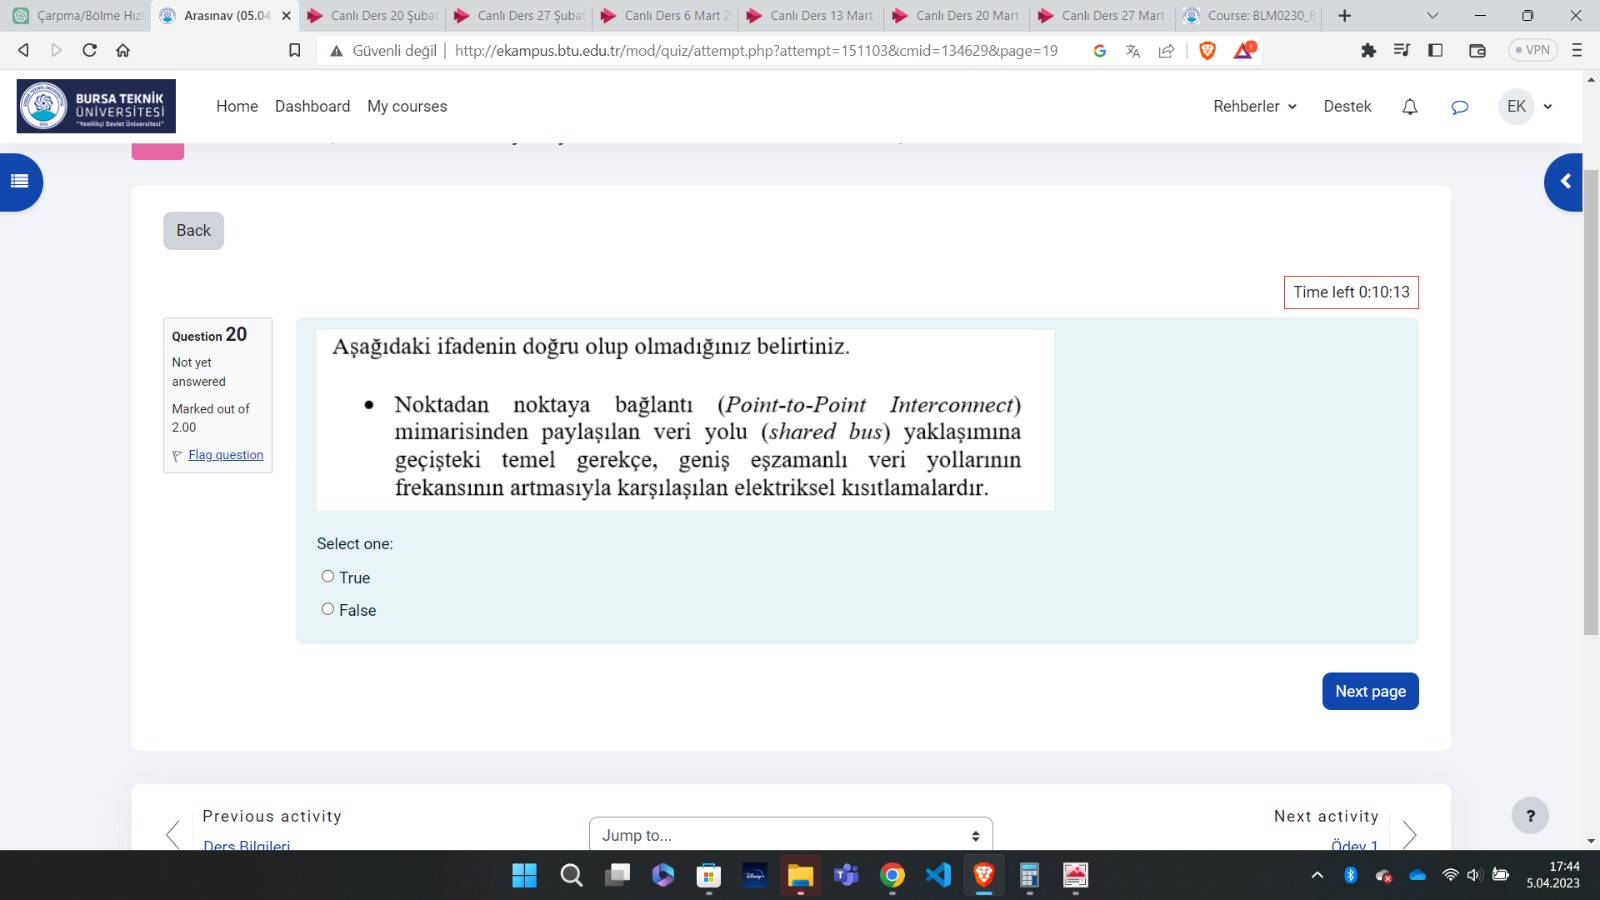 Çarpma/Bölme Hızl
Arasınav (05.04
Canlı Ders 20 Şubat
Canlı Ders 27 Şubat
Canlı Ders 6 Mart 2
Canlı Ders 13 Mart
Canlı Ders 20 Mart
Canlı Ders 27 Mart
Course: BLM0230_B
Güvenli değil
http://ekampus.btu.edu.tr/mod/quiz/attempt.php?attempt=151103&cmid=134629&page=19
1
VPN
BURSA TEKNİK
ÜNİVERSİTESİ
"Yenilikçi Devlet Üniversitesi"
Home
Dashboard
My courses
Rehberler
Destek
EK
Back
Time left 0:10:13
Question 20
Not yet
answered
Marked out of
2.00
Flag question
Aşağıdaki ifadenin doğru olup olmadığınız belirtiniz.
• Noktadan noktaya bağlantı (Point-to-Point Interconnect)
mimarisinden paylaşılan veri yolu (shared bus) yaklaşımına
geçişteki temel gerekçe, geniş eşzamanlı veri yollarının
frekansının artmasıyla karşılaşılan elektriksel kısıtlamalardır.
Select one:
True
False
Next page
Previous activity
Ders Bilgileri
Jump to...
Next activity
Ödev 1
?
Disney+
17:44
5.04.2023